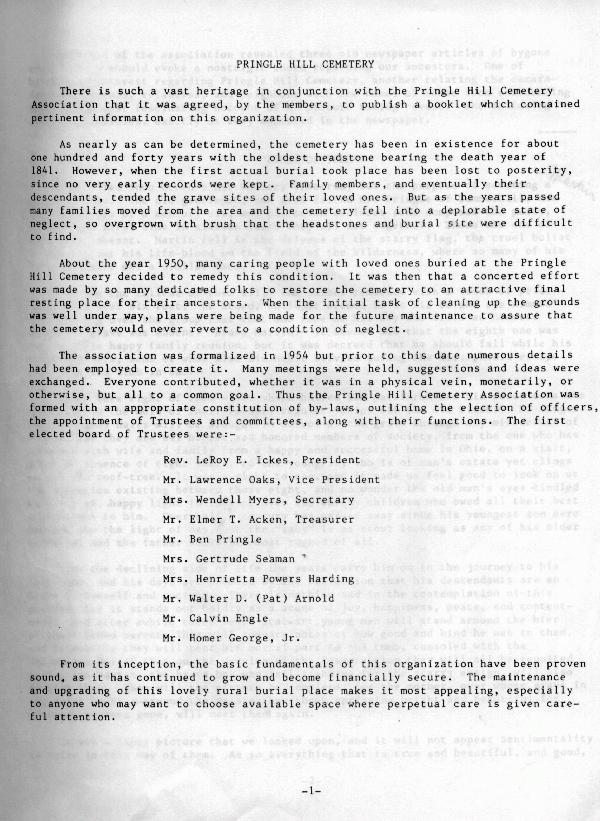 PRINGLE HILL CEMETERY
There is such a vast heritage in conjunction with the Pringle Hill Cemetery
Association that it was agreed, by the members, to publish a booklet which contained
pertinent information on this organization.
As nearly as can be determined, the cemetery has been in existence for about
one hundred and forty years with the oldest headstone bearing the death year of
1841. However, when the first actual burial took place has been lost to posterity,
since no very early records were kept. Family members, and eventually their
descendants, tended the grave sites of their loved ones. But as the years passed
many families moved from the area and the cemetery fell into a deplorable state of
neglect, so overgrown with brush that the headstones and burial site were difficult
to find.
About the year 1950, many caring people with loved ones buried at the Pringle
Hill Cemetery decided to remedy this condition. It was then that a concerted effort
was made by so many dedicated folks to restore the cemetery to an attractive final
resting place for their ancestors. When the initial task of cleaning up the grounds
was well under way, plans were being made for the future maintenance to assure that
the cemetery would never revert to a condition of neglect.
The association was formalized in 1954 but prior to this date numerous details
had been employed to create it. Many meetings were held, suggestions and ideas were
exchanged. Everyone contributed, whether it was in a physical vein, monetarily, or
otherwise, but all to a common goal. Thus the Pringle Hill Cemetery Association was
formed with an appropriate constitution of by-laws, outlining the election of officers,
the appointment of Trustees and committees, along with their functions. The first
elected board of Trustees were:-
Rev. LeRoy E. Ickes, President
Mr. Lawrence Oaks, Vice President
Mrs. Wendell Myers, Secretary
Mr. Elmer T. Acken, Treasurer
Mr. Ben Pringle
Mrs. Gertrude Seaman
Mrs. Henrietta Powers Harding
Mr. Walter D. (Pat) Arnold
Mr. Calvin Engle
Mr. Homer George, Jr.
From its inception, the basic fundamentals of this organization have been proven
sound, as it has continued to grow and become financially secure. The maintenance
and upgrading of this lovely rural burial place makes it most appealing, especially
to anyone who may want to choose available space where perpetual care is given care-
ful attention.
-1-